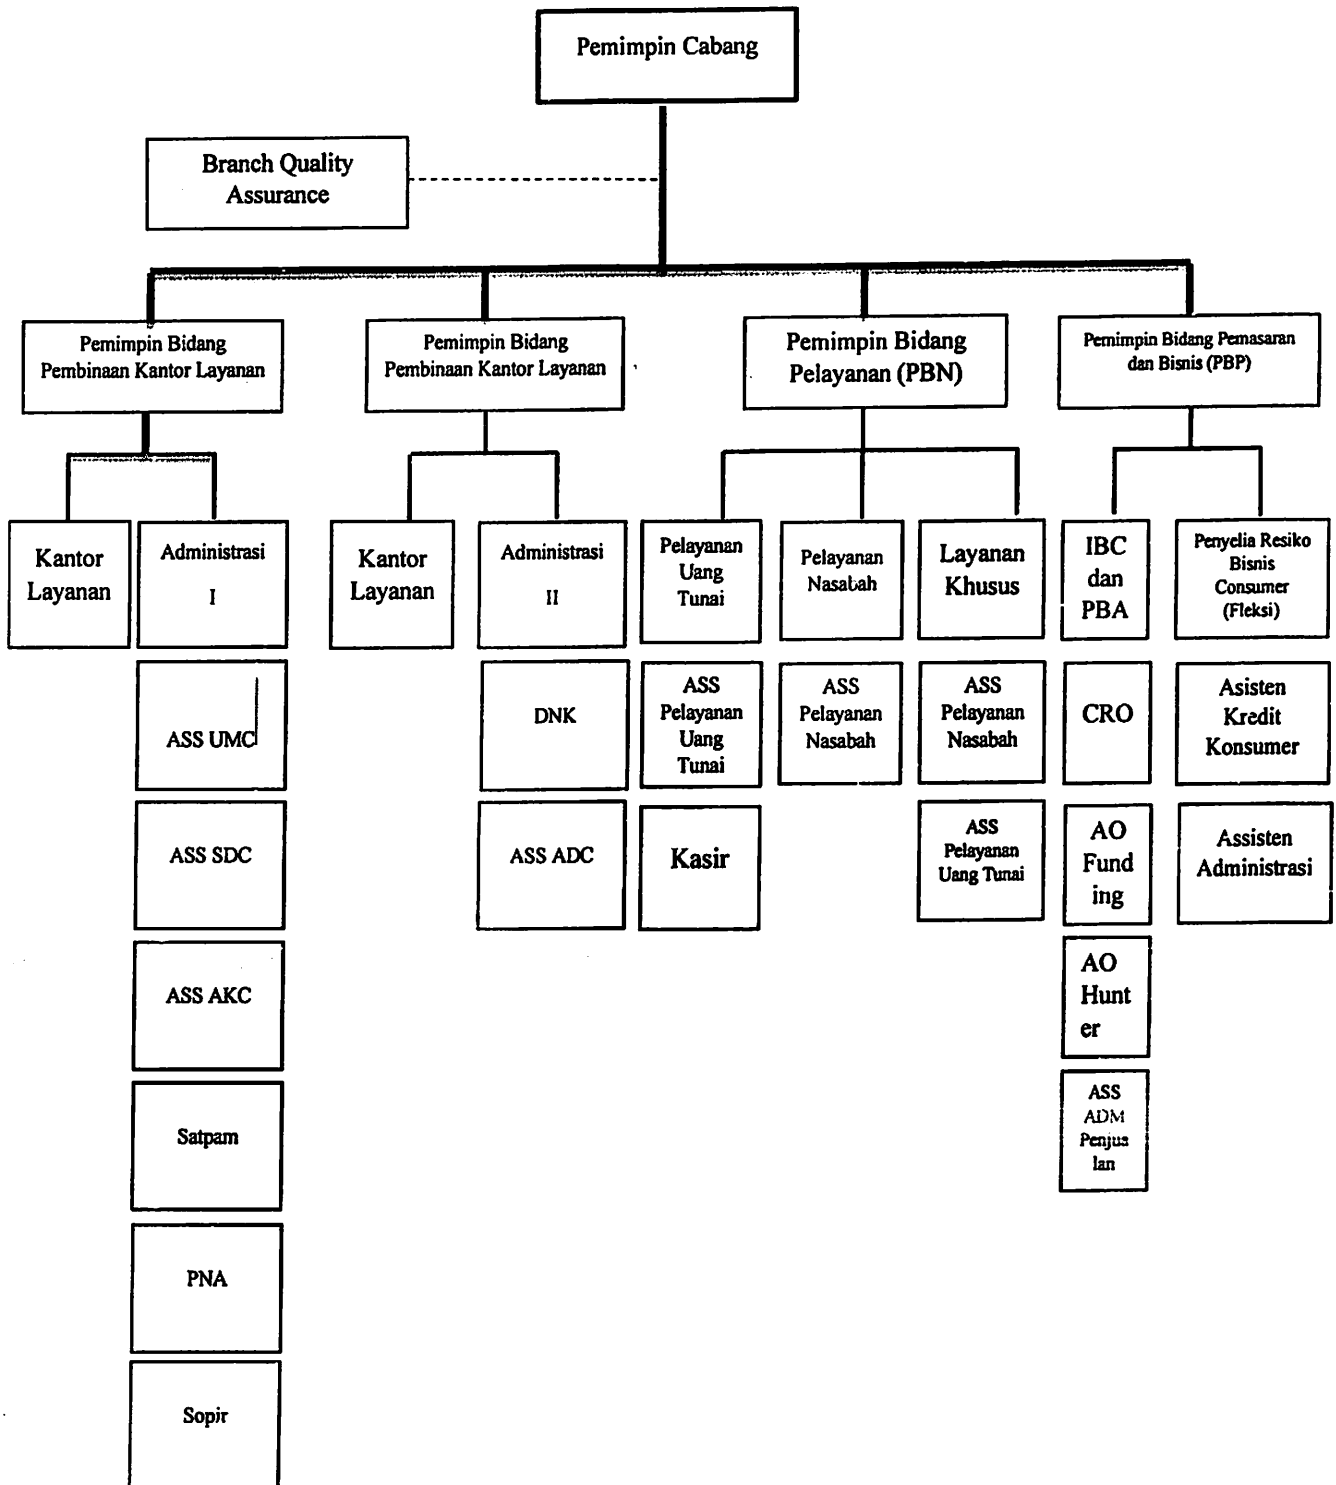 Pemimpin Cabang
Branch Quality
Assurance
Pemimpin Bidang
Pembinaan Kantor Layanan
Pemimpin Bidang
Pembinaan Kantor Layanan
Pemimpin Bidang
Pelayanan (PBN)
Pemimpin Bidang Pemasaran
dan Bisnis (PBP)
Kantor
Layanan
Administrasi
I
Kantor
Layanan
Administrasi
II
Pelayanan
Uang
Tunai
Pelayanan
Nasabah
Layanan
Khusus
IBC
dan
PBA
Penyelia Resiko
Bisnis
Consumer
(Fleksi)
ASS UMC
DNK
ASS
Pelayanan
Uang
Tunai
ASS
Pelayanan
Nasabah
ASS
Pelayanan
Nasabah
CRO
Asisten
Kredit
Konsumer
ASS SDC
ASS ADC
Kasir
ASS
Pelayanan
Uang Tunai
AO
Fund
ing
Assisten
Administrasi
ASS AKC
AO
Hunt
er
Satpam
ASS
ADM
Penjua
lan
PNA
Sopir